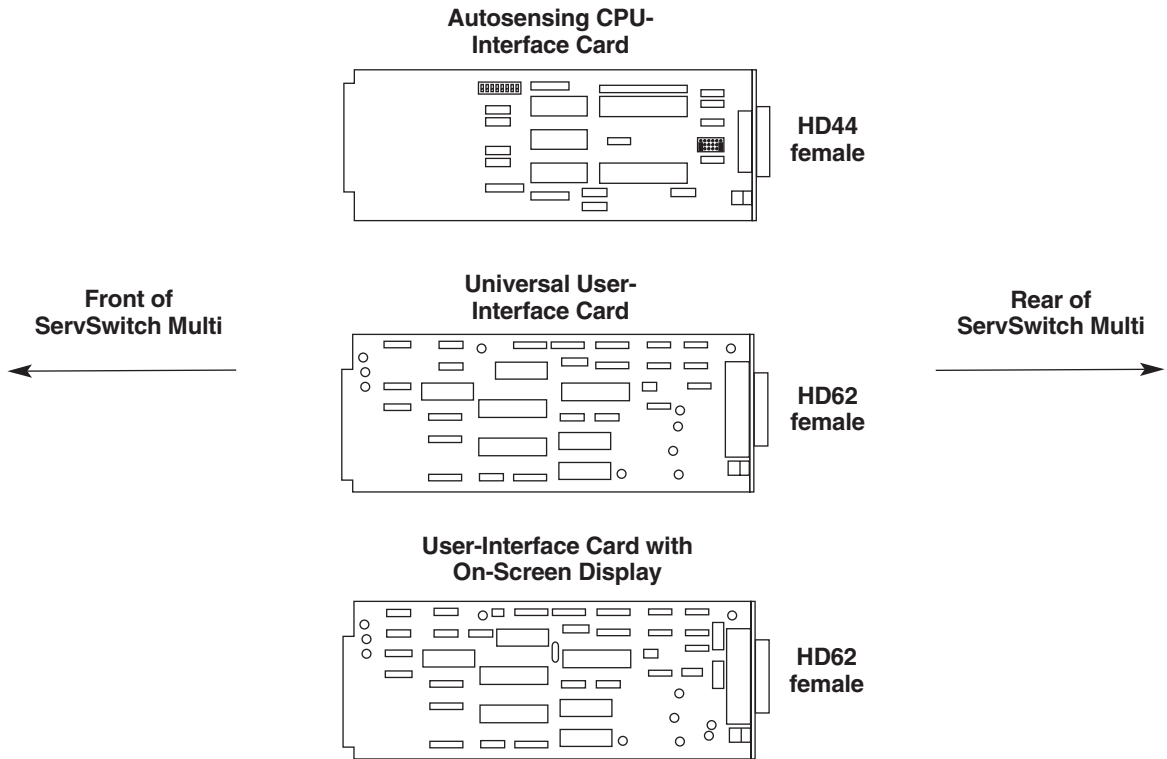 Autosensing CPU-
Interface Card
HD44
female
Universal User-
Interface Card
Front of
ServSwitch Multi
Rear of
ServSwitch Multi
HD62
female
User-Interface Card with
On-Screen Display
HD62
female